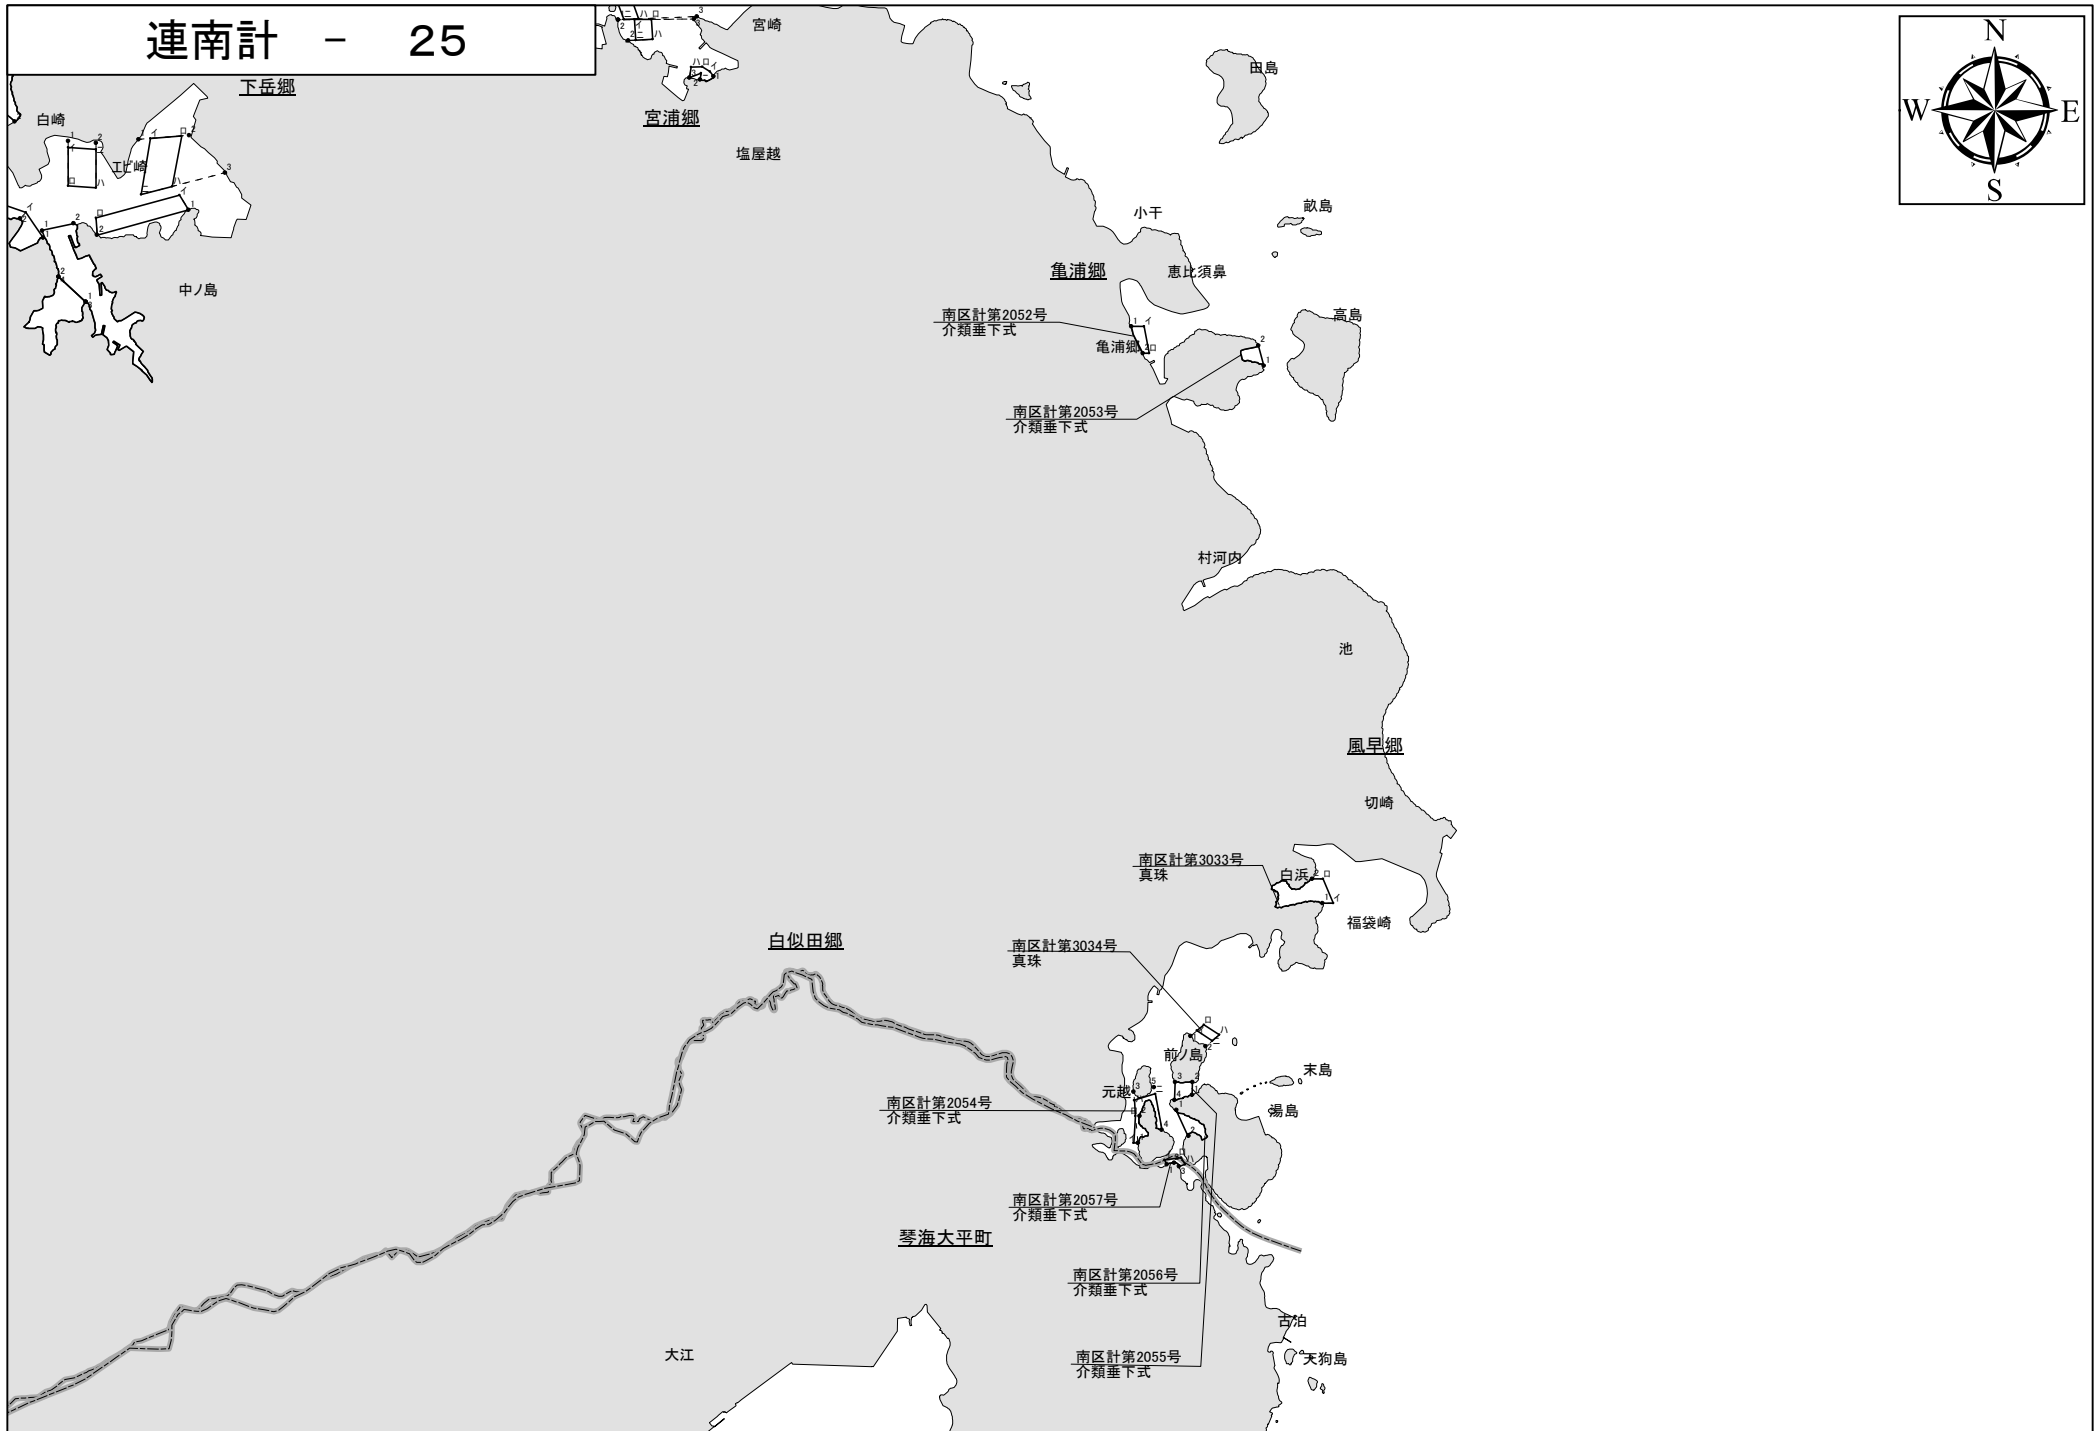 連南計 － 25
N
W
E
S
宮崎
田島
下岳郷
宮浦郷
白崎
塩屋越
エビ崎
小干
畝島
亀浦郷
恵比須鼻
中ノ島
南区計第2052号
介類垂下式
高島
亀浦郷
南区計第2053号
介類垂下式
村河内
池
風早郷
切崎
南区計第3033号
真珠
白浜
福袋崎
白似田郷
南区計第3034号
真珠
前ノ島
末島
元越
南区計第2054号
介類垂下式
湯島
南区計第2057号
介類垂下式
琴海大平町
南区計第2056号
介類垂下式
古泊
大江
南区計第2055号
介類垂下式
天狗島